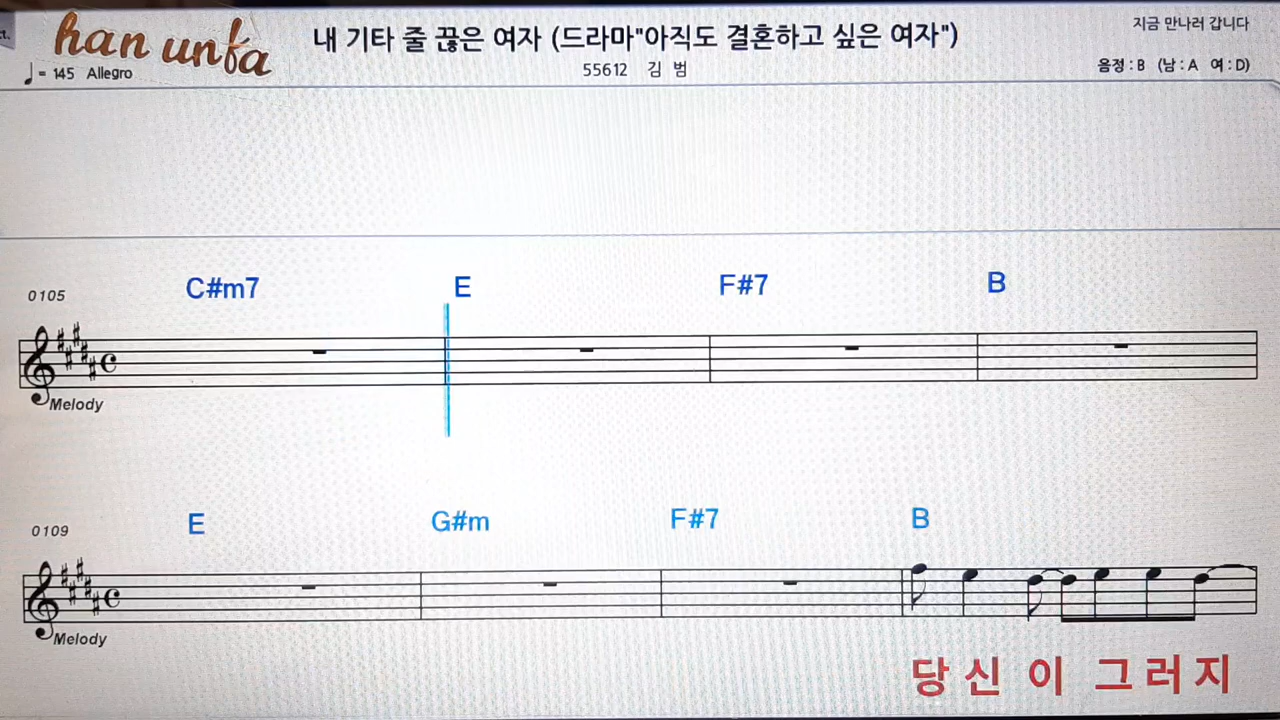 ct.
han unfa
내 기타 줄 끊은 여자 (드라마"아직도 결혼하고 싶은 여자")
지금 만나러 갑니다
♩= 145 Allegro
55612 김 범
음정 : B (남 : A 여 : D)
C#m7 E F#7 B
0105
Melody
E G#m F#7 B
0109
Melody
당 신 이 그 러 지